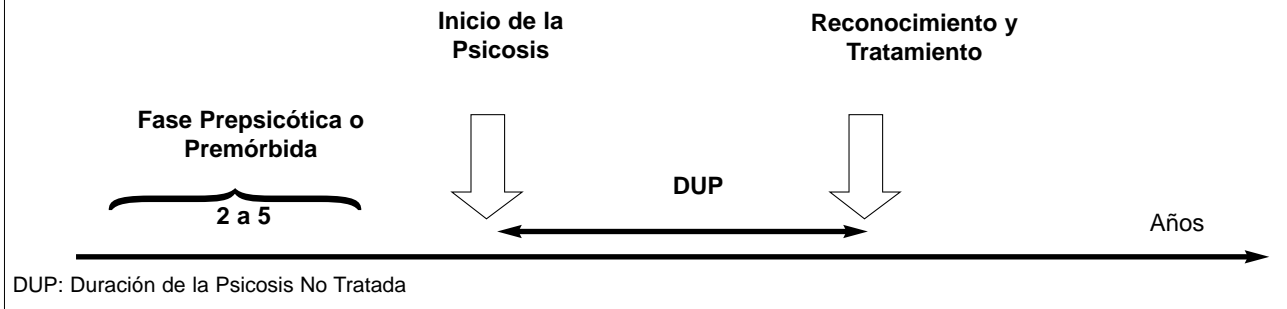 Inicio de la
Psicosis
Reconocimiento y
Tratamiento
Fase Prepsicótica o
Premórbida
DUP
2 a 5
Años
DUP: Duración de la Psicosis No Tratada